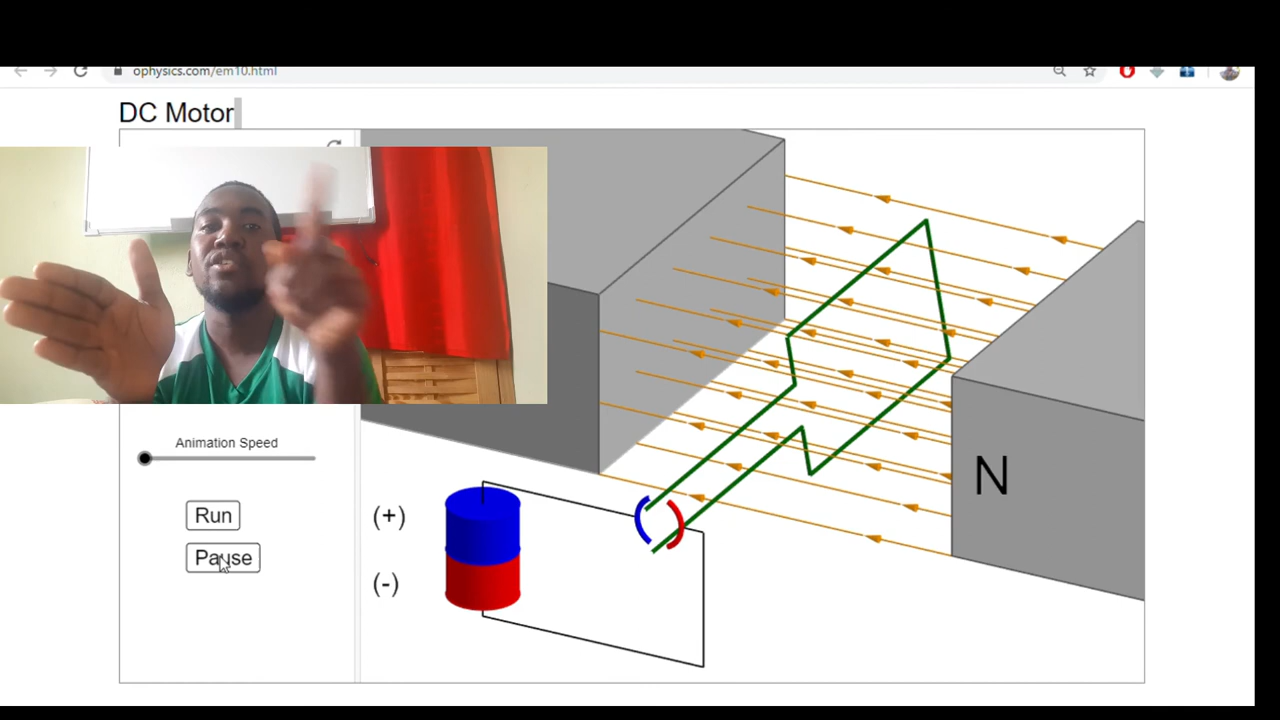 ophysics.com/em10.html
DC Motor
Animation Speed
Run
Pause
(+)
(-)
N